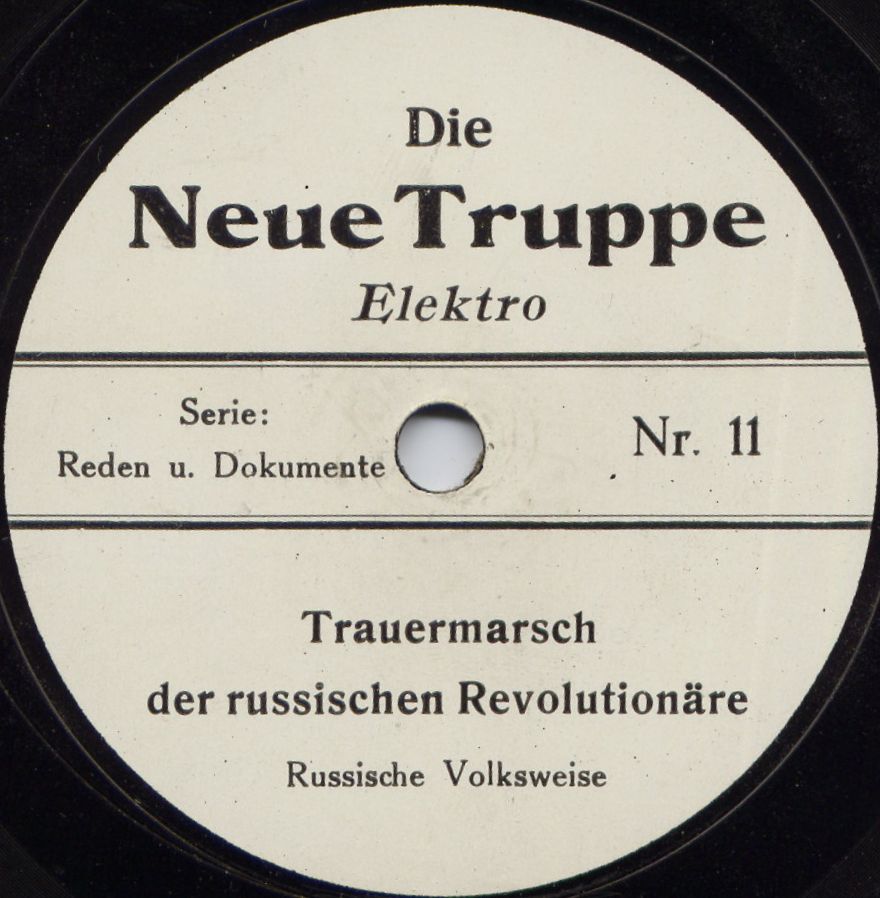 Die
Neue Truppe
Elektro
Serie:
Reden u. Dokumente
Nr. 11
Trauermarsch
der russischen Revolutionäre
Russische Volksweise